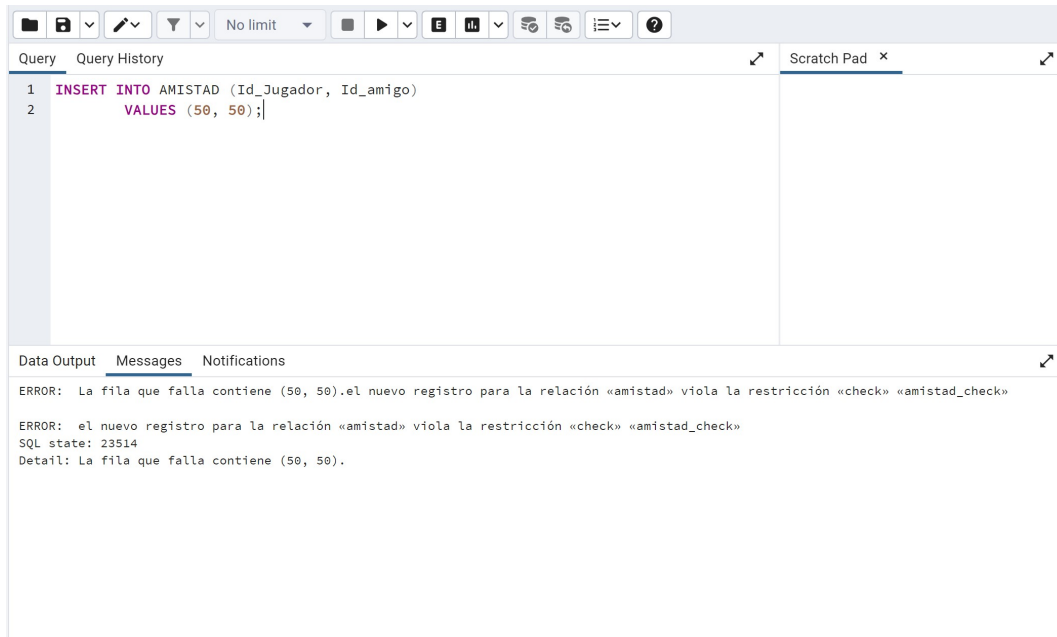 No limit
E
Query Query History
Scratch Pad ×
1 INSERT INTO AMISTAD (Id_Jugador, Id_amigo)
2 VALUES (50, 50);
Data Output Messages Notifications
ERROR: La fila que falla contiene (50, 50).el nuevo registro para la relación «amistad» viola la restricción «check» «amistad_check»
ERROR: el nuevo registro para la relación «amistad» viola la restricción «check» «amistad_check»
SQL state: 23514
Detail: La fila que falla contiene (50, 50).